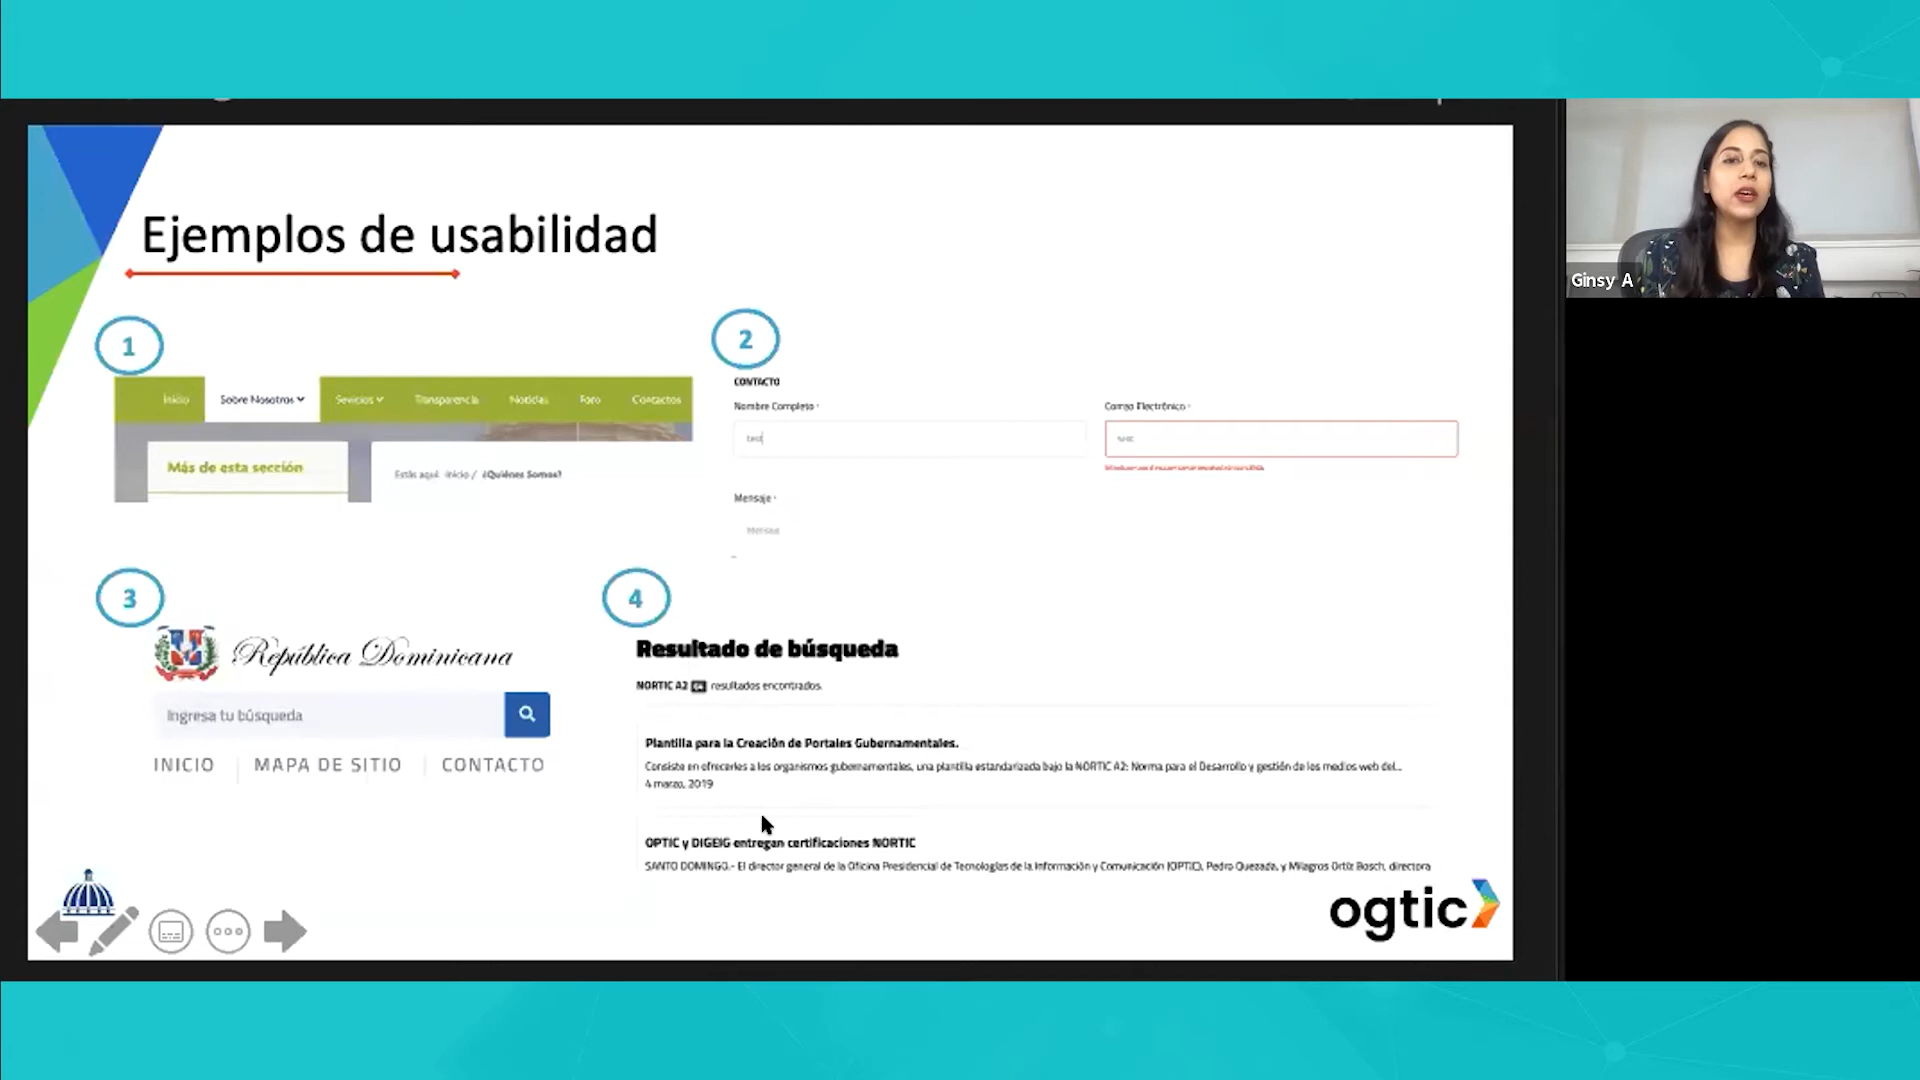 Ejemplos de usabilidad
1
Inicio Sobre Nosotros Sevicios Transparencia Noticias Foro Contactos
Más de esta sección
Estás aquí: Inicio / ¿Quiénes Somos?
2
CONTACTO
Nombre Completo * Correo Electrónico *
test
Mensaje *
Mensaje
3
República Dominicana
Ingresa tu búsqueda
INICIO MAPA DE SITIO CONTACTO
4
Resultado de búsqueda
NORTIC A2 resultados encontrados.
Plantilla para la Creación de Portales Gubernamentales.
Consiste en ofrecerles a los organismos gubernamentales, una plantilla estandarizada bajo la NORTIC A2: Norma para el Desarrollo y gestión de los medios web del...
4 marzo, 2019
OPTIC y DIGEIG entregan certificaciones NORTIC
SANTO DOMINGO.- El director general de la Oficina Presidencial de Tecnologías de la Información y Comunicación (OPTIC), Pedro Quezada, y Milagros Ortiz Bosch, directora
ogtic
Ginsy A